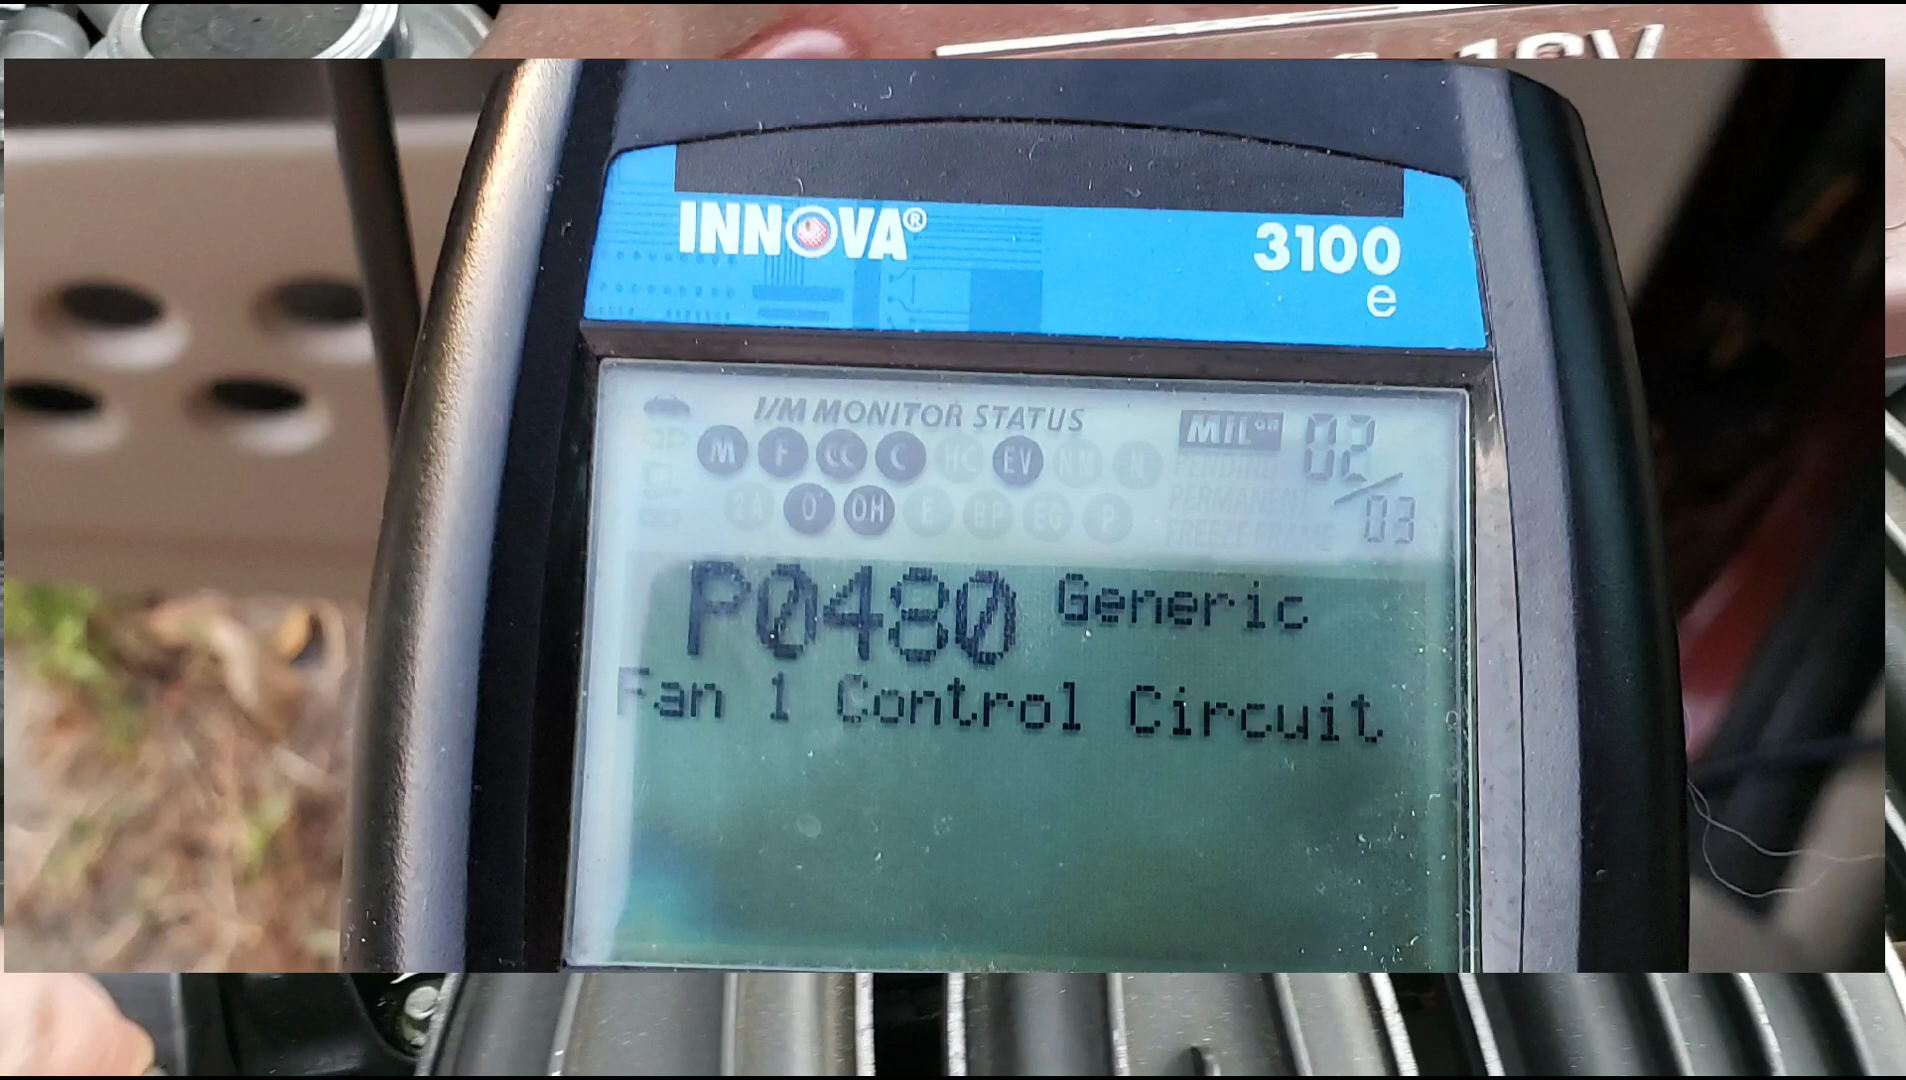 INNOVA®
3100
e
I/M MONITOR STATUS
MIL ON
02
M F CC C HC EV NM N
PENDING
2A O OH E BP EG P
PERMANENT
03
FREEZE FRAME
P0480 Generic
Fan 1 Control Circuit